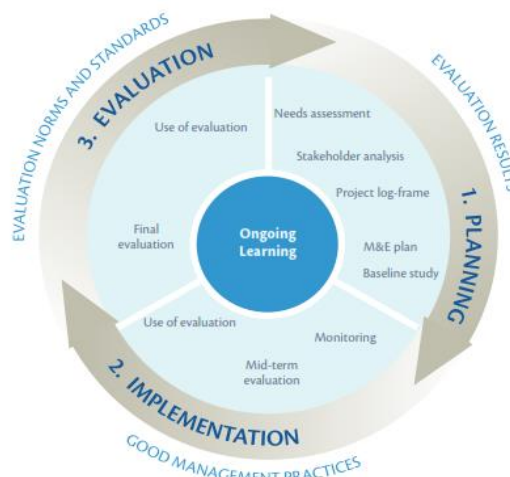 EVALUATION NORMS AND STANDARDS
3. EVALUATION
EVALUATION RESULTS
1. PLANNING
Use of evaluation
Needs assessment
Stakeholder analysis
Project log-frame
M&E plan
Baseline study
Final
evaluation
Ongoing
Learning
Use of evaluation
Monitoring
Mid-term
evaluation
2. IMPLEMENTATION
GOOD MANAGEMENT PRACTICES